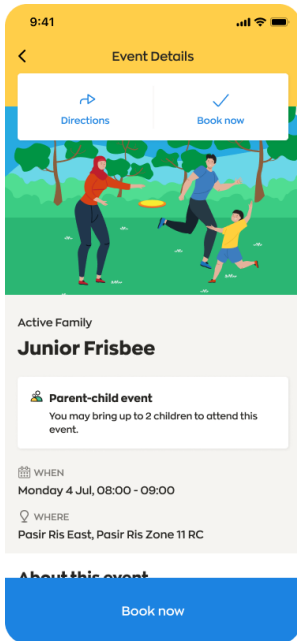 9:41
Event Details
Directions
Book now
Active Family
Junior Frisbee
Parent-child event
You may bring up to 2 children to attend this
event.
WHEN
Monday 4 Jul, 08:00 - 09:00
WHERE
Pasir Ris East, Pasir Ris Zone 11 RC
About this event
Book now